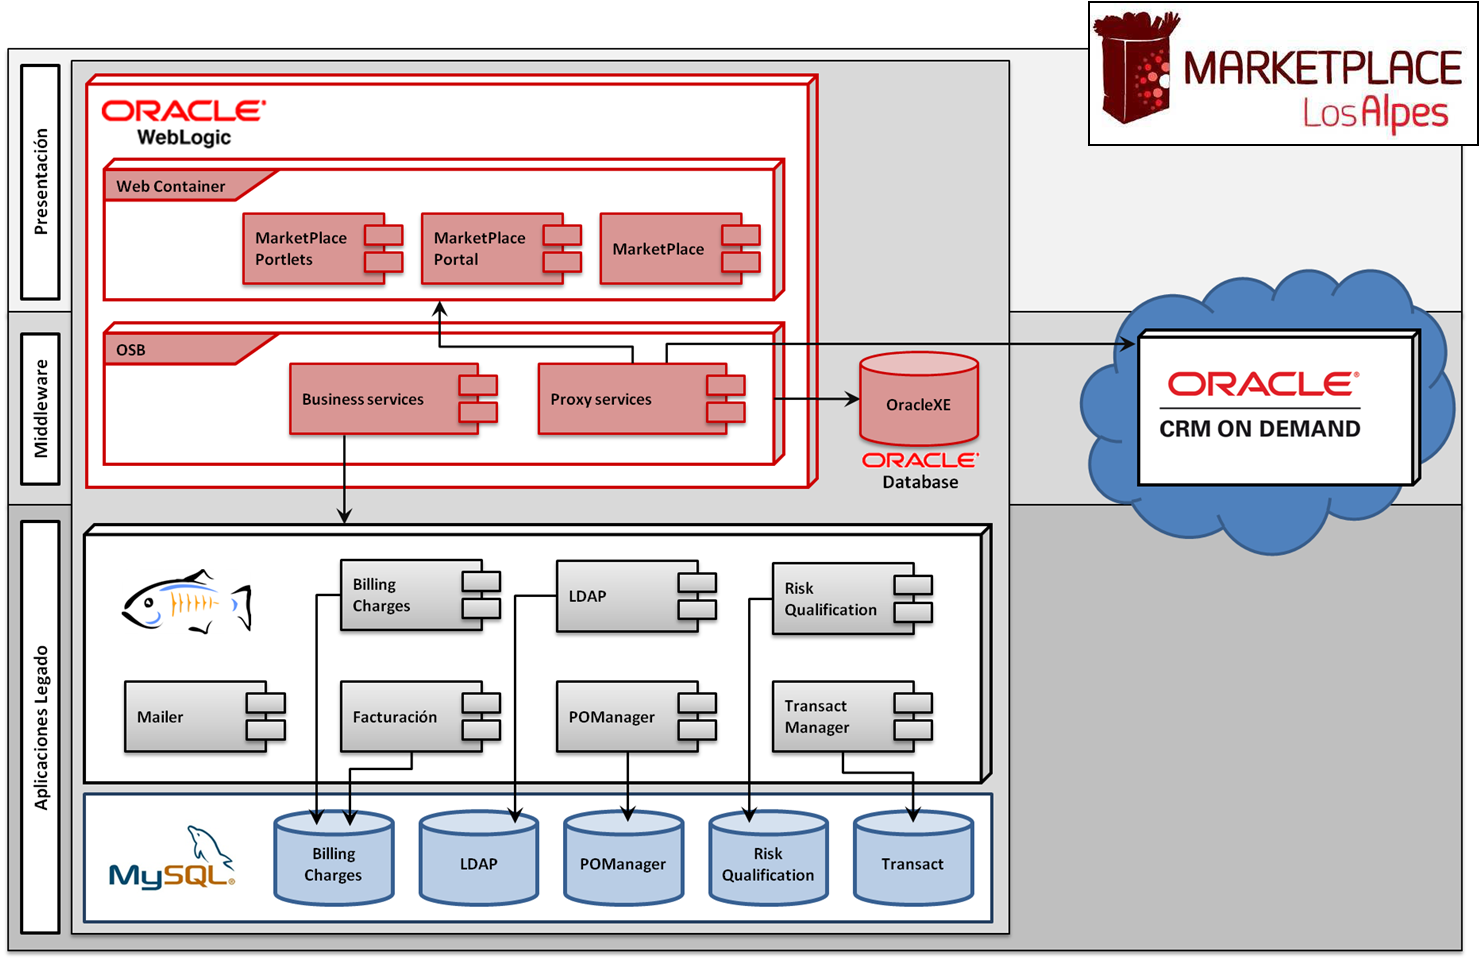 MARKETPLACE
LosAlpes
Presentación
ORACLE
WebLogic
Web Container
MarketPlace
Portlets
MarketPlace
Portal
MarketPlace
Middleware
OSB
Business services
Proxy services
OracleXE
ORACLE
Database
ORACLE
CRM ON DEMAND
Aplicaciones Legado
Billing
Charges
LDAP
Risk
Qualification
Mailer
Facturación
POManager
Transact
Manager
MySQL
Billing
Charges
LDAP
POManager
Risk
Qualification
Transact